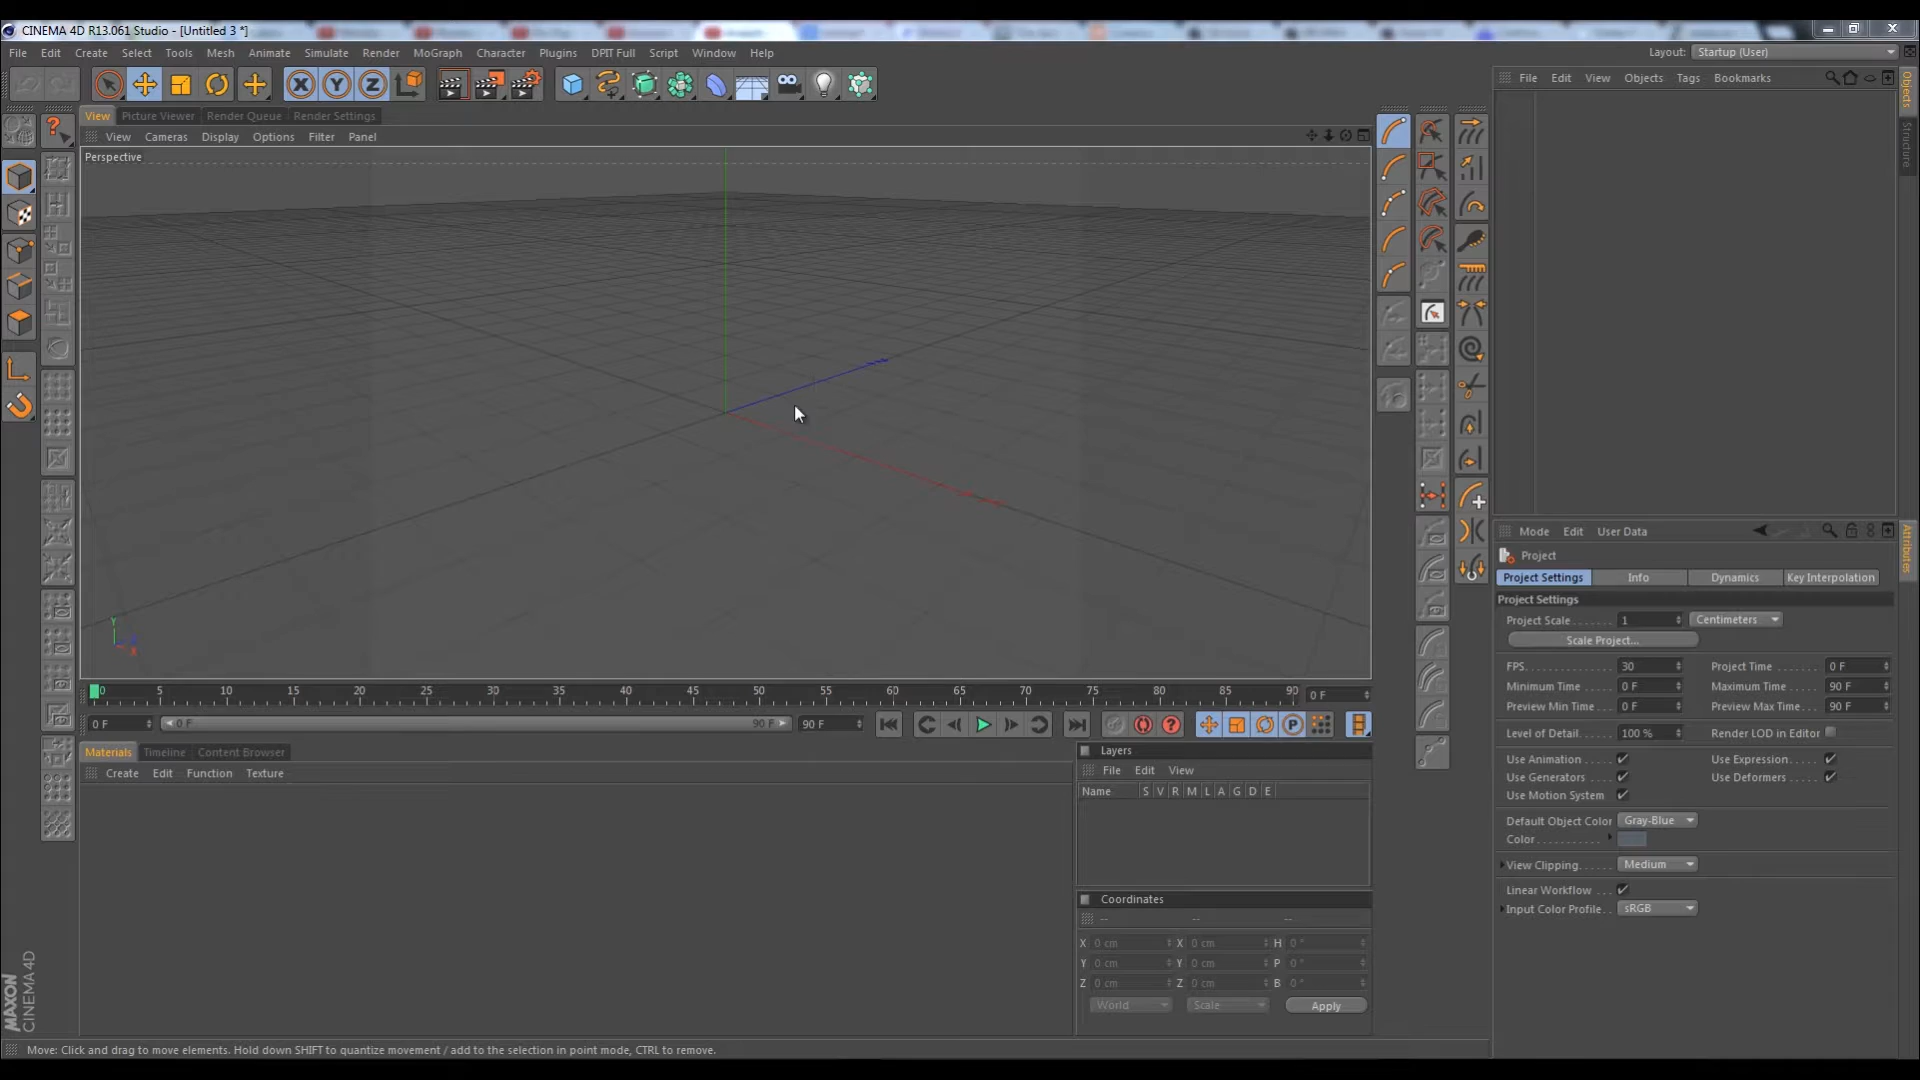 CINEMA 4D R13.061 Studio - [Untitled 3 *]
File Edit Create Select Tools Mesh Animate Simulate Render MoGraph Character Plugins DPIT Full Script Window Help
Layout: Startup (User)
File Edit View Objects Tags Bookmarks
Objects
Structure
View Picture Viewer Render Queue Render Settings
View Cameras Display Options Filter Panel
Perspective
Y
X
0 5 10 15 20 25 30 35 40 45 50 55 60 65 70 75 80 85 90 0 F
0 F 0 F 90 F 90 F
Materials Timeline Content Browser
Create Edit Function Texture
Layers
File Edit View
Name S V R M L A G D E
Coordinates
-- -- --
X 0 cm X 0 cm H 0 °
Y 0 cm Y 0 cm P 0 °
Z 0 cm Z 0 cm B 0 °
World Scale Apply
Mode Edit User Data
Attributes
Project
Project Settings Info Dynamics Key Interpolation
Project Settings
Project Scale 1 Centimeters
Scale Project...
FPS 30 Project Time 0 F
Minimum Time 0 F Maximum Time 90 F
Preview Min Time 0 F Preview Max Time 90 F
Level of Detail 100 % Render LOD in Editor
Use Animation Use Expression
Use Generators Use Deformers
Use Motion System
Default Object Color Gray-Blue
Color
View Clipping Medium
Linear Workflow
Input Color Profile sRGB
MAXON
CINEMA 4D
Move: Click and drag to move elements. Hold down SHIFT to quantize movement / add to the selection in point mode, CTRL to remove.